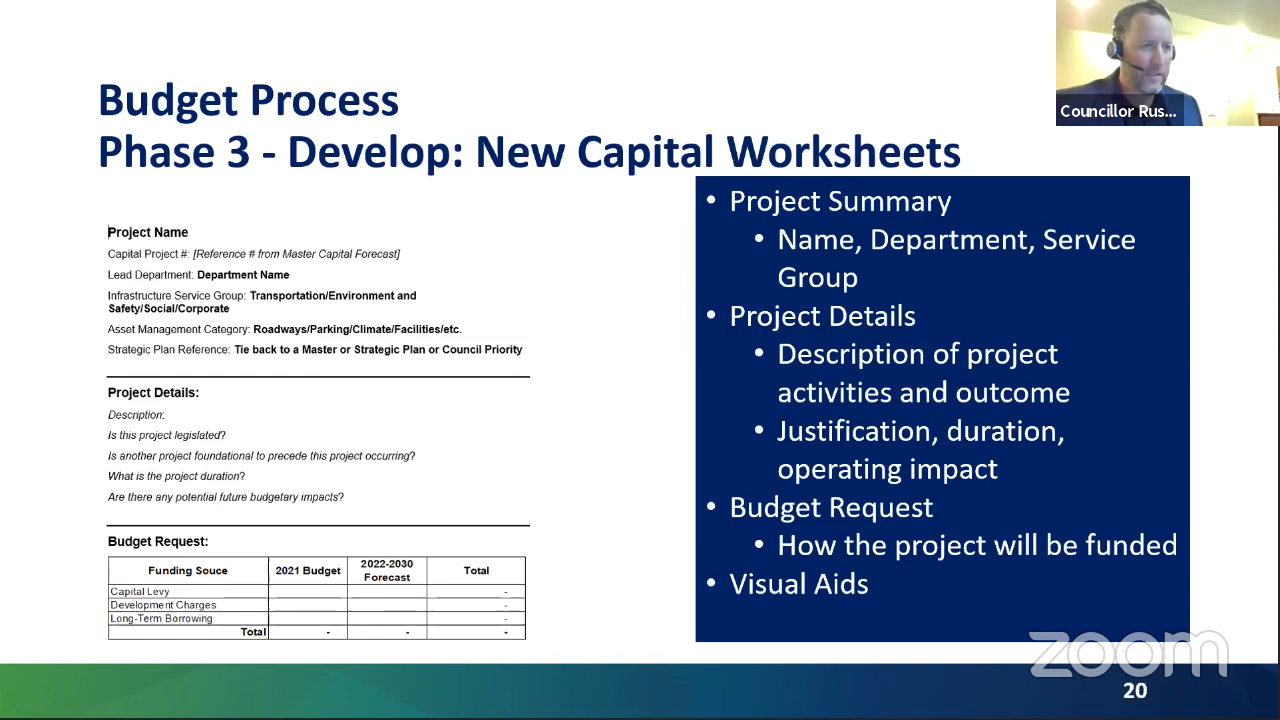 Budget Process
Phase 3 - Develop: New Capital Worksheets
Councillor Rus...
Project Name
Capital Project #: [Reference # from Master Capital Forecast]
Lead Department: Department Name
Infrastructure Service Group: Transportation/Environment and
Safety/Social/Corporate
Asset Management Category: Roadways/Parking/Climate/Facilities/etc.
Strategic Plan Reference: Tie back to a Master or Strategic Plan or Council Priority
Project Details:
Description:
Is this project legislated?
Is another project foundational to precede this project occurring?
What is the project duration?
Are there any potential future budgetary impacts?
Budget Request:
Funding Souce 2021 Budget 2022-2030 Forecast Total
Capital Levy -
Development Charges -
Long-Term Borrowing -
Total - - -
• Project Summary
• Name, Department, Service
Group
• Project Details
• Description of project
activities and outcome
• Justification, duration,
operating impact
• Budget Request
• How the project will be funded
• Visual Aids
zoom
20